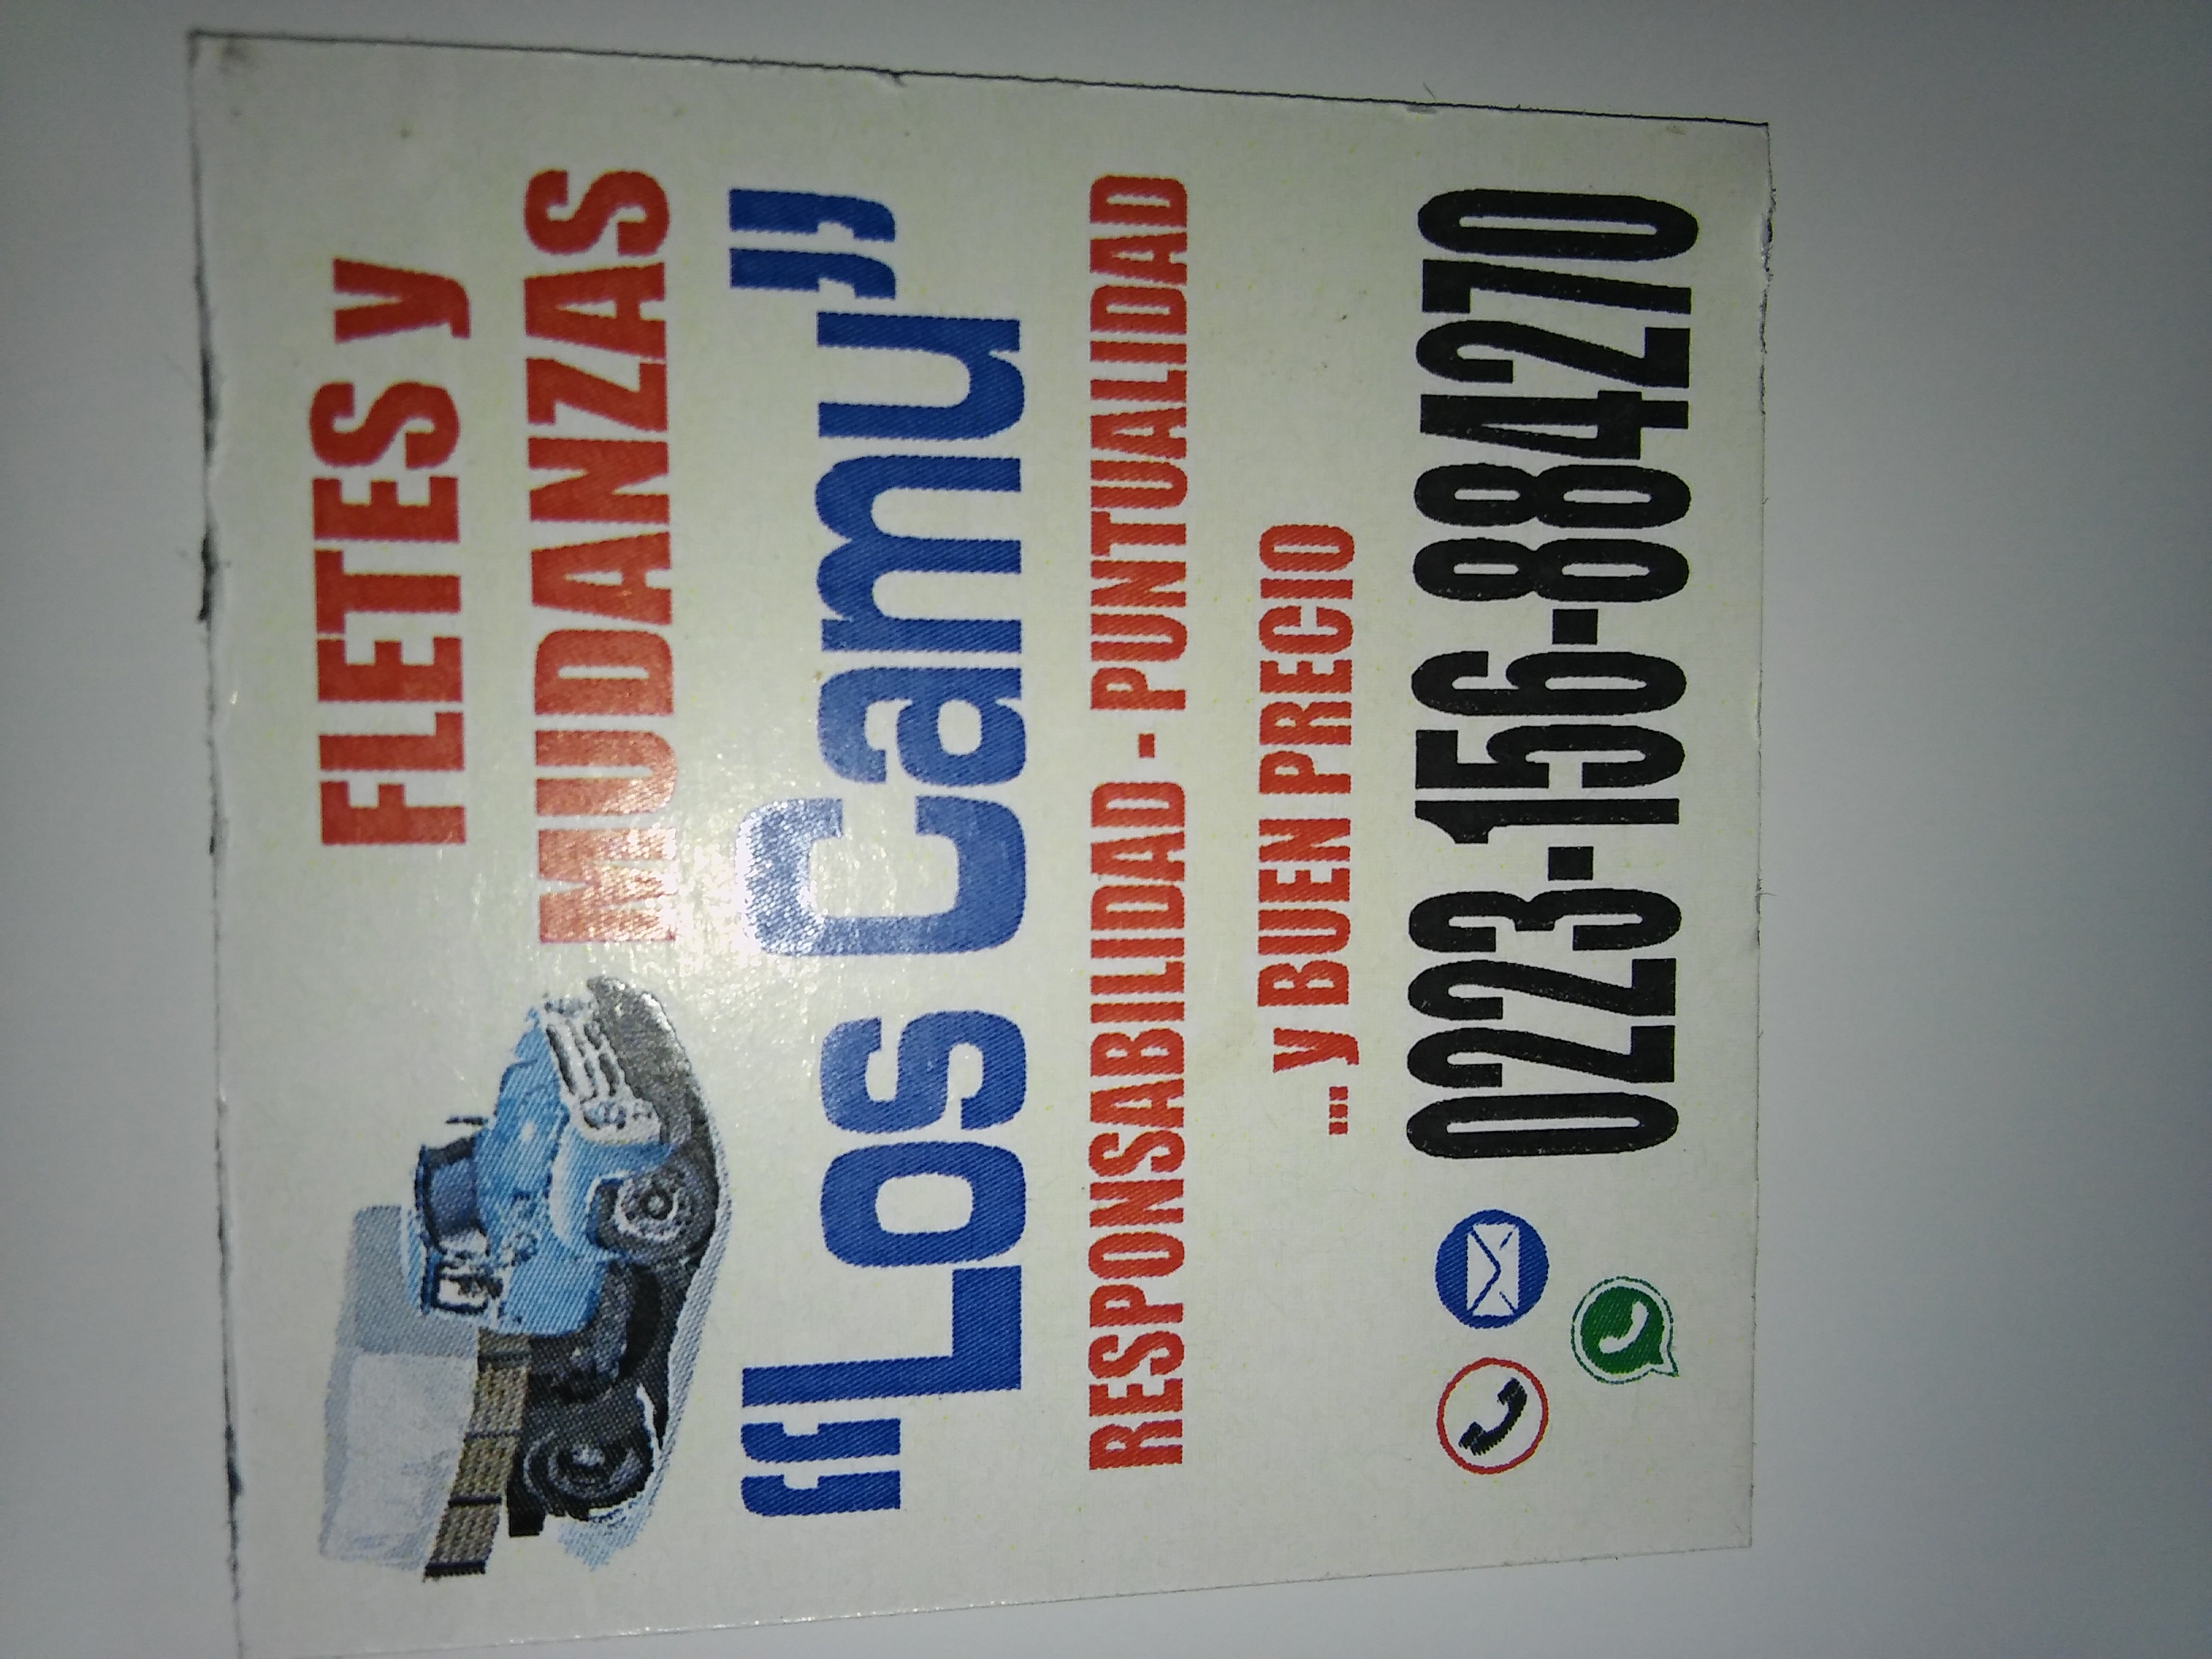 FLETES y
MUDANZAS
“Los Camu”
RESPONSABILIDAD - PUNTUALIDAD
... y BUEN PRECIO
0223-156-884270